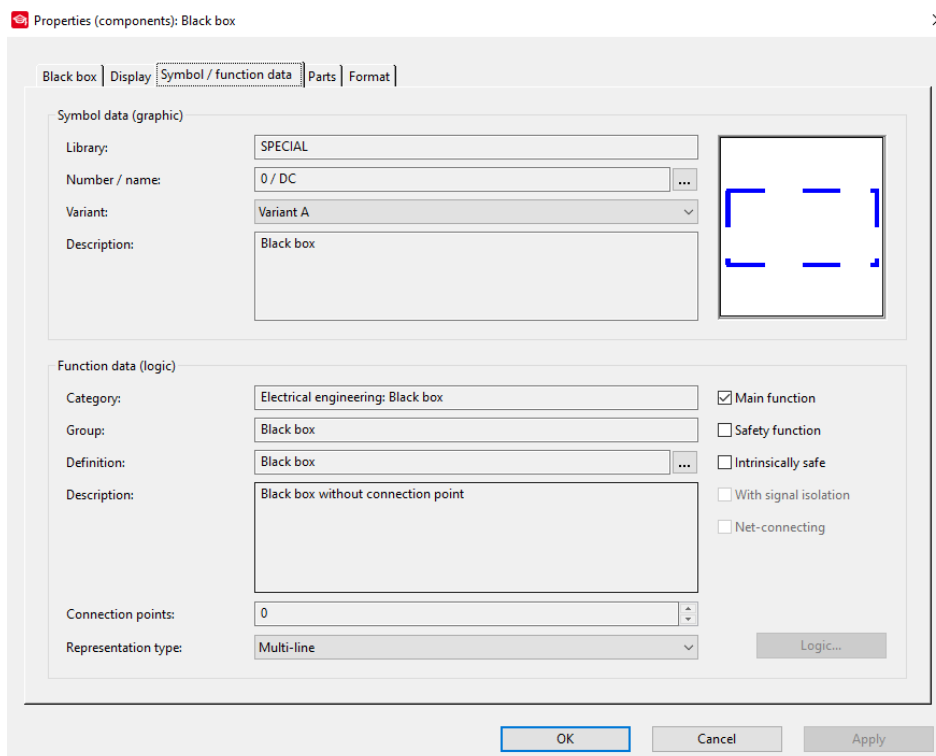 Properties (components): Black box
Black box Display Symbol / function data Parts Format
Symbol data (graphic)
Library: SPECIAL
Number / name: 0 / DC ...
Variant: Variant A
Description: Black box
Function data (logic)
Category: Electrical engineering: Black box Main function
Group: Black box Safety function
Definition: Black box ... Intrinsically safe
Description: Black box without connection point With signal isolation
Net-connecting
Connection points: 0
Representation type: Multi-line Logic...
OK Cancel Apply